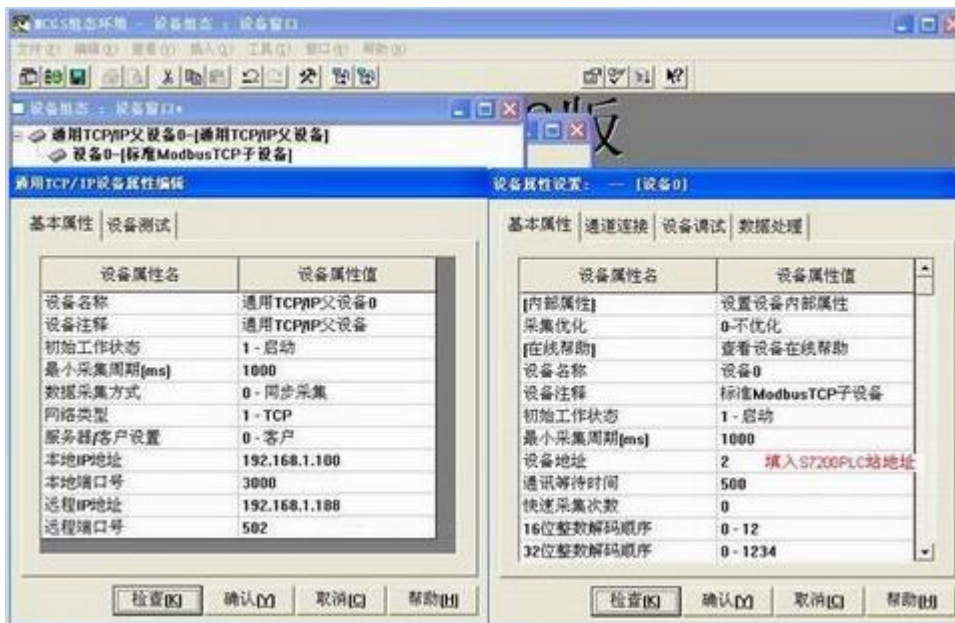 MCGS组态环境 - 设备组态 : 设备窗口
文件(F) 编辑(E) 查看(V) 插入(I) 工具(T) 窗口(W) 帮助(H)
设备组态 : 设备窗口*
版
通用TCP/IP父设备0--[通用TCP/IP父设备]
设备0--[标准ModbusTCP子设备]
通用TCP/IP设备属性编辑
基本属性 设备测试
设备属性名 设备属性值
设备名称 通用TCP/IP父设备0
设备注释 通用TCP/IP父设备
初始工作状态 1 - 启动
最小采集周期(ms) 1000
数据采集方式 0 - 同步采集
网络类型 1 - TCP
服务器/客户设置 0 - 客户
本地IP地址 192.168.1.100
本地端口号 3000
远程IP地址 192.168.1.188
远程端口号 502
检查(K) 确认(Y) 取消(C) 帮助(H)
设备属性设置: -- [设备0]
基本属性 通道连接 设备调试 数据处理
设备属性名 设备属性值
[内部属性] 设置设备内部属性
采集优化 0-不优化
[在线帮助] 查看设备在线帮助
设备名称 设备0
设备注释 标准ModbusTCP子设备
初始工作状态 1 - 启动
最小采集周期(ms) 1000
设备地址 2 填入S7200PLC站地址
通讯等待时间 500
快速采集次数 0
16位整数解码顺序 0 - 12
32位整数解码顺序 0 - 1234
检查(K) 确认(Y) 取消(C) 帮助(H)